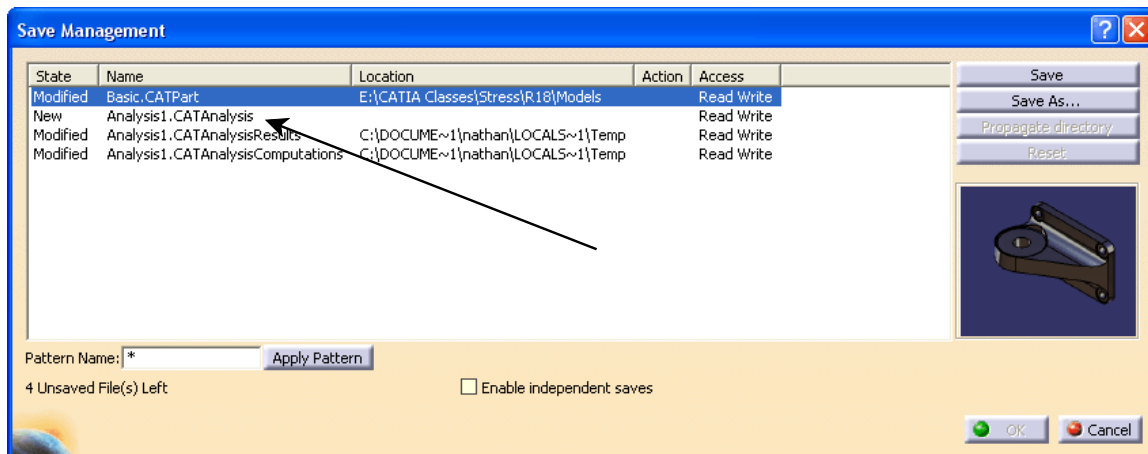 Save Management
State Name Location Action Access
Modified Basic.CATPart E:\CATIA Classes\Stress\R18\Models Read Write
New Analysis1.CATAnalysis Read Write
Modified Analysis1.CATAnalysisResults C:\DOCUME~1\nathan\LOCALS~1\Temp Read Write
Modified Analysis1.CATAnalysisComputations C:\DOCUME~1\nathan\LOCALS~1\Temp Read Write
Save
Save As...
Propagate directory
Reset
Pattern Name: * Apply Pattern
4 Unsaved File(s) Left Enable independent saves
OK Cancel